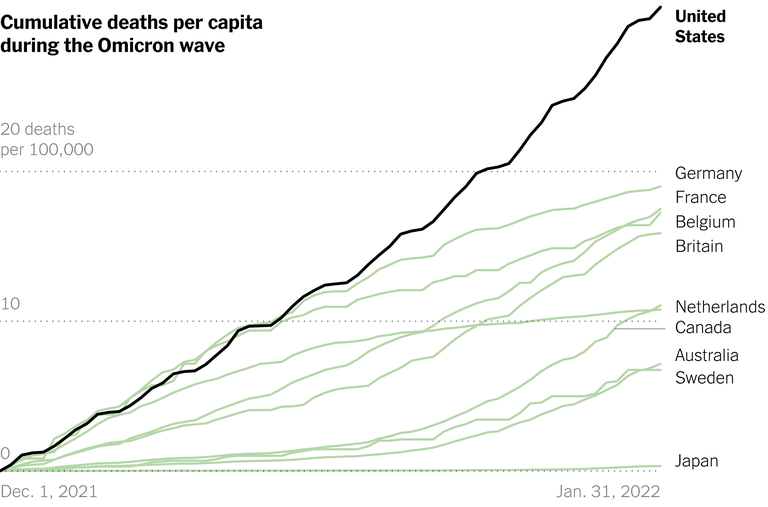 Cumulative deaths per capita
during the Omicron wave
United
States
20 deaths
per 100,000
Germany
France
Belgium
Britain
10
Netherlands
Canada
Australia
Sweden
0
Japan
Dec. 1, 2021
Jan. 31, 2022